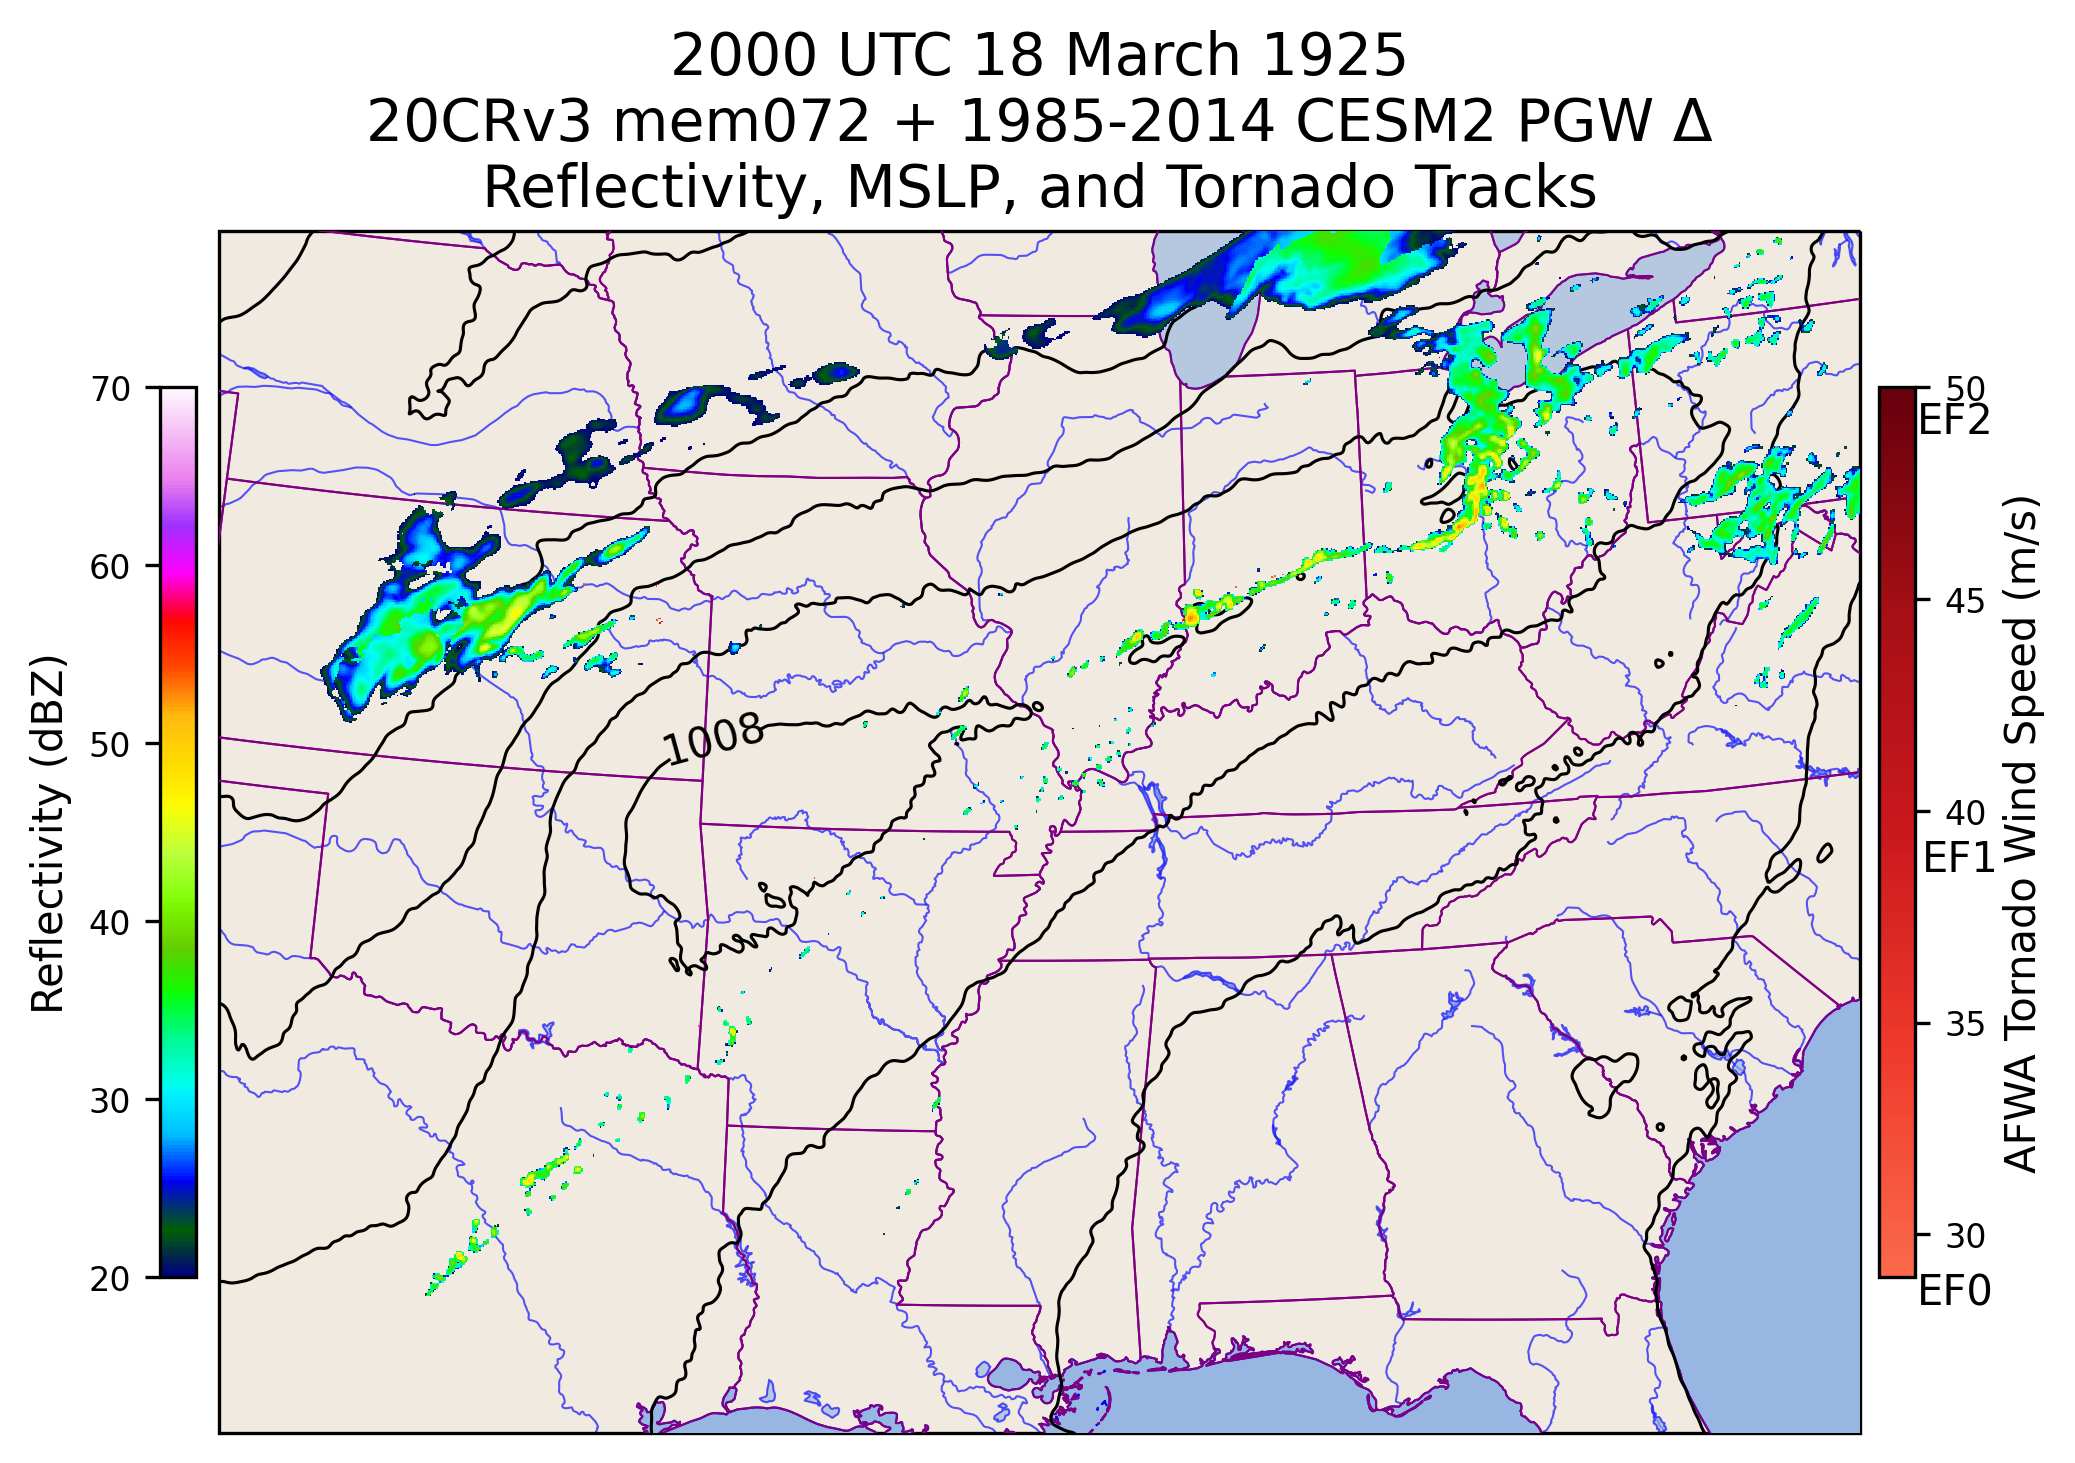 2000 UTC 18 March 1925
20CRv3 mem072 + 1985-2014 CESM2 PGW Δ
Reflectivity, MSLP, and Tornado Tracks
70
60
50
40
30
20
Reflectivity (dBZ)
1008
50
EF2
45
40
EF1
35
30
EF0
AFWA Tornado Wind Speed (m/s)